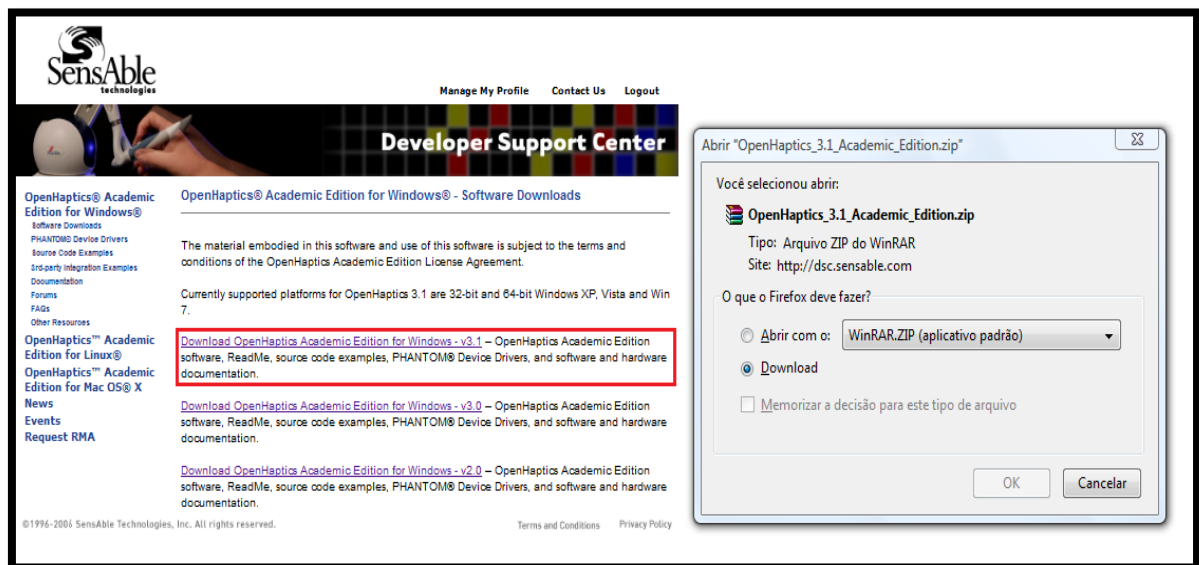 SensAble
technologies
Manage My Profile Contact Us Logout
Developer Support Center
OpenHaptics® Academic
Edition for Windows®
Software Downloads
PHANTOM® Device Drivers
Source Code Examples
3rd-party Integration Examples
Documentation
Forums
FAQs
Other Resources
OpenHaptics™ Academic
Edition for Linux®
OpenHaptics™ Academic
Edition for Mac OS® X
News
Events
Request RMA
OpenHaptics® Academic Edition for Windows® - Software Downloads
The material embodied in this software and use of this software is subject to the terms and
conditions of the OpenHaptics Academic Edition License Agreement.
Currently supported platforms for OpenHaptics 3.1 are 32-bit and 64-bit Windows XP, Vista and Win
7.
Download OpenHaptics Academic Edition for Windows - v3.1 – OpenHaptics Academic Edition
software, ReadMe, source code examples, PHANTOM® Device Drivers, and software and hardware
documentation.
Download OpenHaptics Academic Edition for Windows - v3.0 – OpenHaptics Academic Edition
software, ReadMe, source code examples, PHANTOM® Device Drivers, and software and hardware
documentation.
Download OpenHaptics Academic Edition for Windows - v2.0 – OpenHaptics Academic Edition
software, ReadMe, source code examples, PHANTOM® Device Drivers, and software and hardware
documentation.
©1996-2006 SensAble Technologies, Inc. All rights reserved.
Terms and Conditions Privacy Policy
Abrir "OpenHaptics_3.1_Academic_Edition.zip"
Você selecionou abrir:
OpenHaptics_3.1_Academic_Edition.zip
Tipo: Arquivo ZIP do WinRAR
Site: http://dsc.sensable.com
O que o Firefox deve fazer?
Abrir com o: WinRAR.ZIP (aplicativo padrão)
Download
Memorizar a decisão para este tipo de arquivo
OK Cancelar